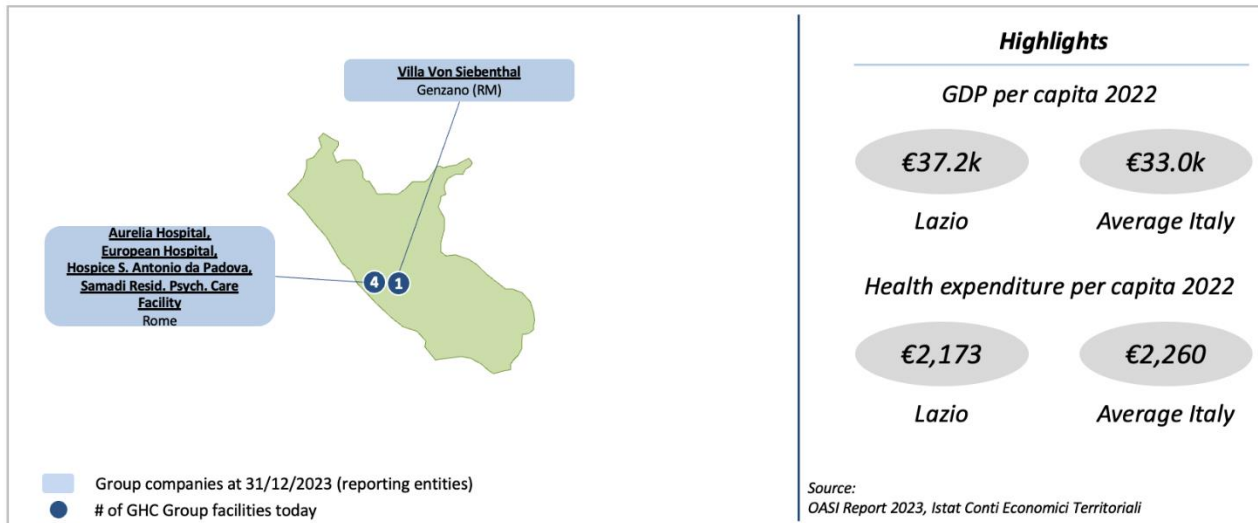 Villa Von Siebenthal
Genzano (RM)
Aurelia Hospital,
European Hospital,
Hospice S. Antonio da Padova,
Samadi Resid. Psych. Care
Facility
Rome
4
1
Group companies at 31/12/2023 (reporting entities)
# of GHC Group facilities today
Highlights
GDP per capita 2022
€37.2k
€33.0k
Lazio
Average Italy
Health expenditure per capita 2022
€2,173
€2,260
Lazio
Average Italy
Source:
OASI Report 2023, Istat Conti Economici Territoriali